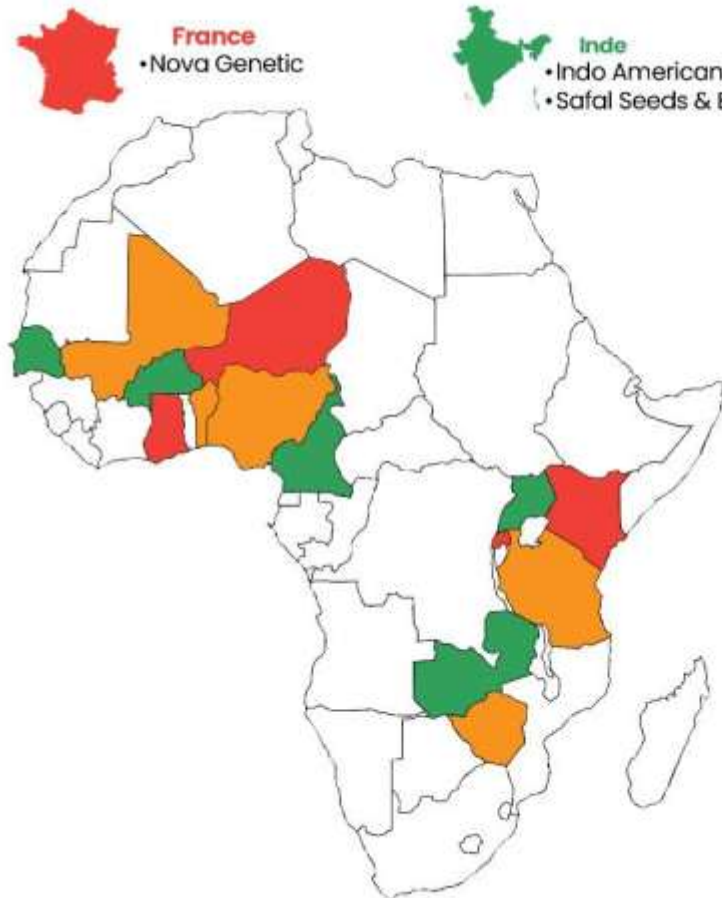 France
•Nova Genetic
Inde
•Indo American
•Safal Seeds &